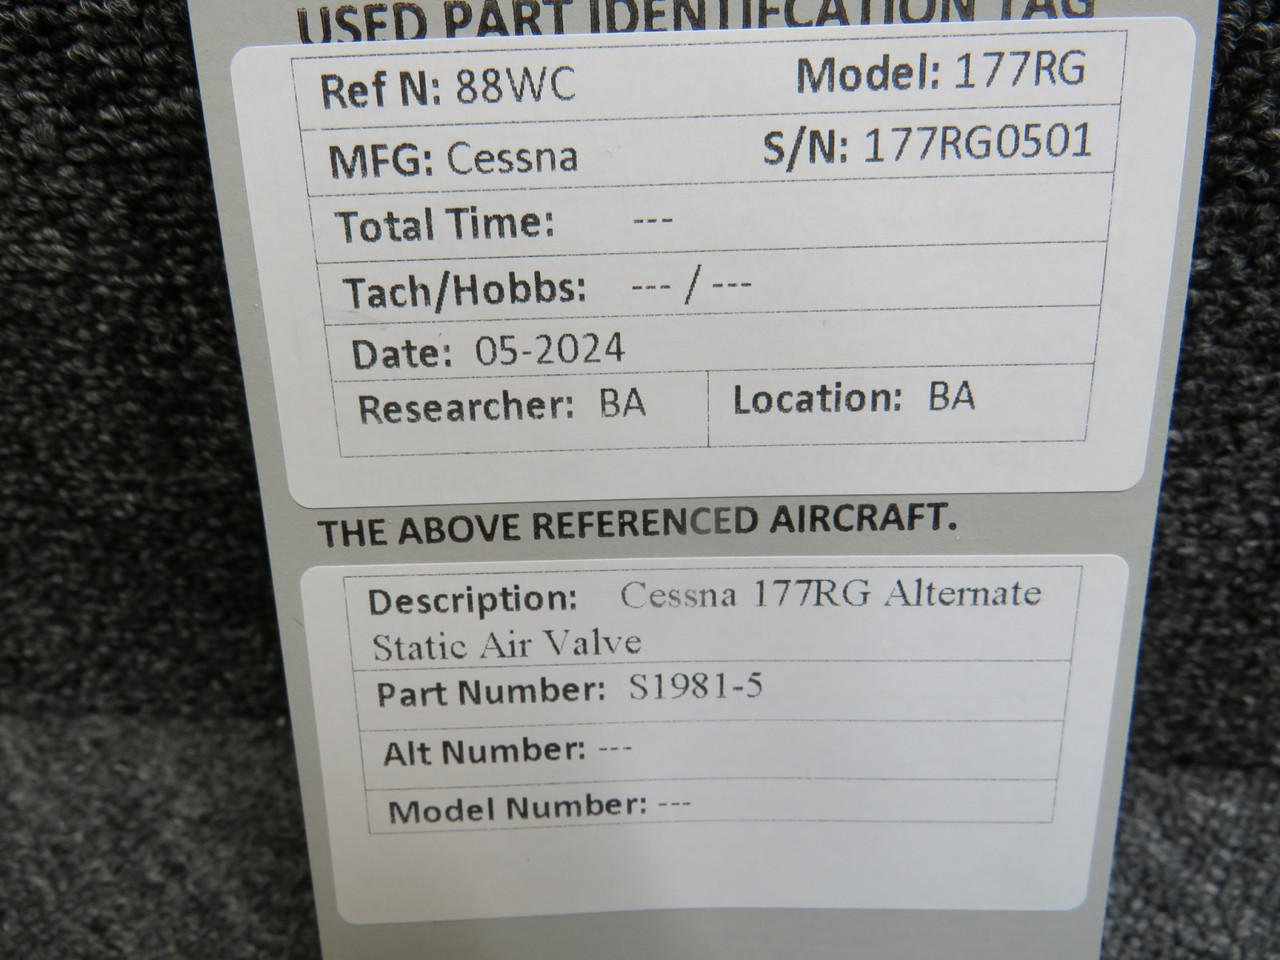 USED PART IDENTIFCATION TAG
Ref N: 88WC Model: 177RG
MFG: Cessna S/N: 177RG0501
Total Time: ---
Tach/Hobbs: --- / ---
Date: 05-2024
Researcher: BA Location: BA
THE ABOVE REFERENCED AIRCRAFT.
Description: Cessna 177RG Alternate
Static Air Valve
Part Number: S1981-5
Alt Number: ---
Model Number: ---